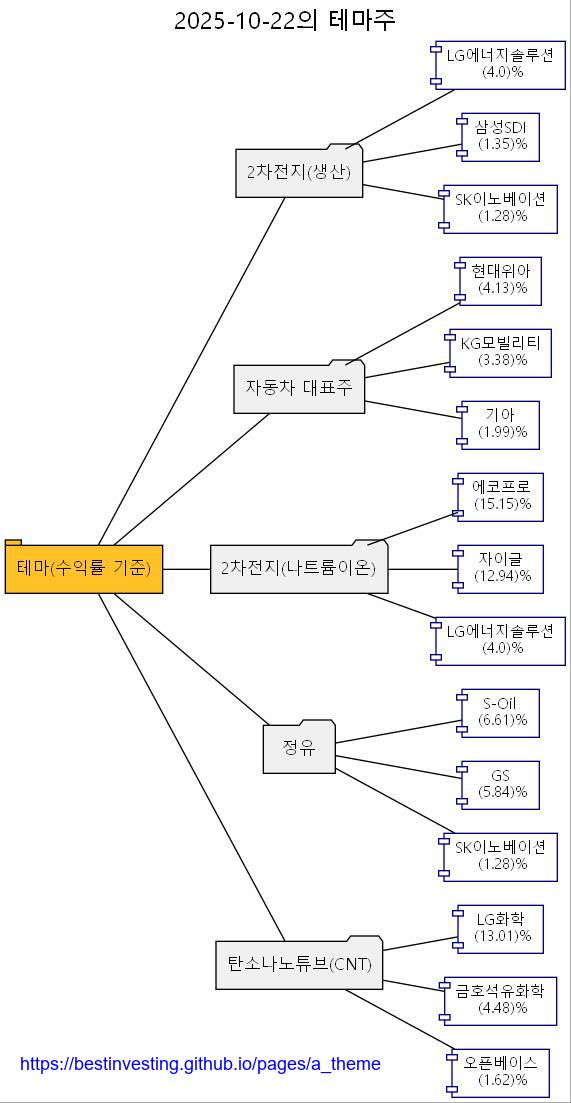 2025-10-22의 테마주
LG에너지솔루션
(4.0)%
삼성SDI
(1.35)%
2차전지(생산)
SK이노베이션
(1.28)%
현대위아
(4.13)%
KG모빌리티
(3.38)%
자동차 대표주
기아
(1.99)%
에코프로
(15.15)%
테마(수익률 기준)
2차전지(나트륨이온)
자이글
(12.94)%
LG에너지솔루션
(4.0)%
S-Oil
(6.61)%
정유
GS
(5.84)%
SK이노베이션
(1.28)%
LG화학
(13.01)%
탄소나노튜브(CNT)
금호석유화학
(4.48)%
오픈베이스
(1.62)%
https://bestinvesting.github.io/pages/a_theme